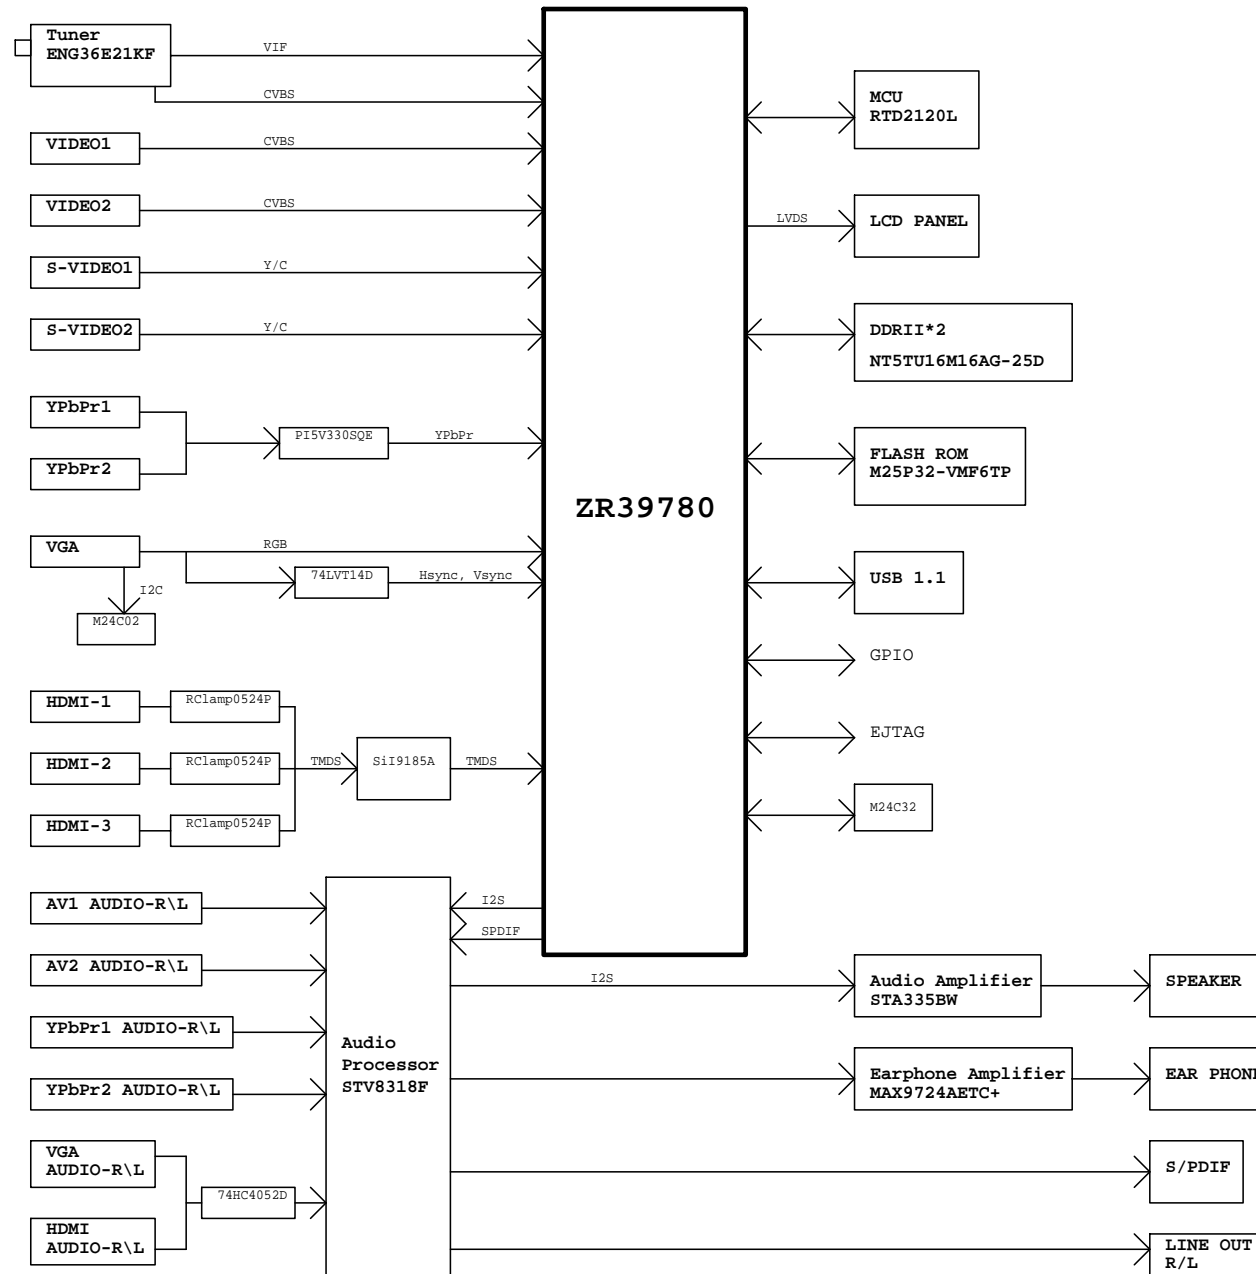 Tuner
ENG36E21KF
VIF
CVBS
VIDEO1
CVBS
VIDEO2
CVBS
S-VIDEO1
Y/C
S-VIDEO2
Y/C
YPbPr1
YPbPr2
PI5V330SQE
YPbPr
VGA
RGB
74LVT14D
Hsync, Vsync
I2C
M24C02
HDMI-1
RClamp0524P
HDMI-2
RClamp0524P
TMDS
SiI9185A
TMDS
HDMI-3
RClamp0524P
ZR39780
MCU
RTD2120L
LVDS
LCD PANEL
DDRII*2
NT5TU16M16AG-25D
FLASH ROM
M25P32-VMF6TP
USB 1.1
GPIO
EJTAG
M24C32
AV1 AUDIO-R\L
AV2 AUDIO-R\L
YPbPr1 AUDIO-R\L
YPbPr2 AUDIO-R\L
VGA
AUDIO-R\L
HDMI
AUDIO-R\L
74HC4052D
Audio
Processor
STV8318F
I2S
SPDIF
I2S
Audio Amplifier
STA335BW
SPEAKER
Earphone Amplifier
MAX9724AETC+
EAR PHONE
S/PDIF
LINE OUT
R/L